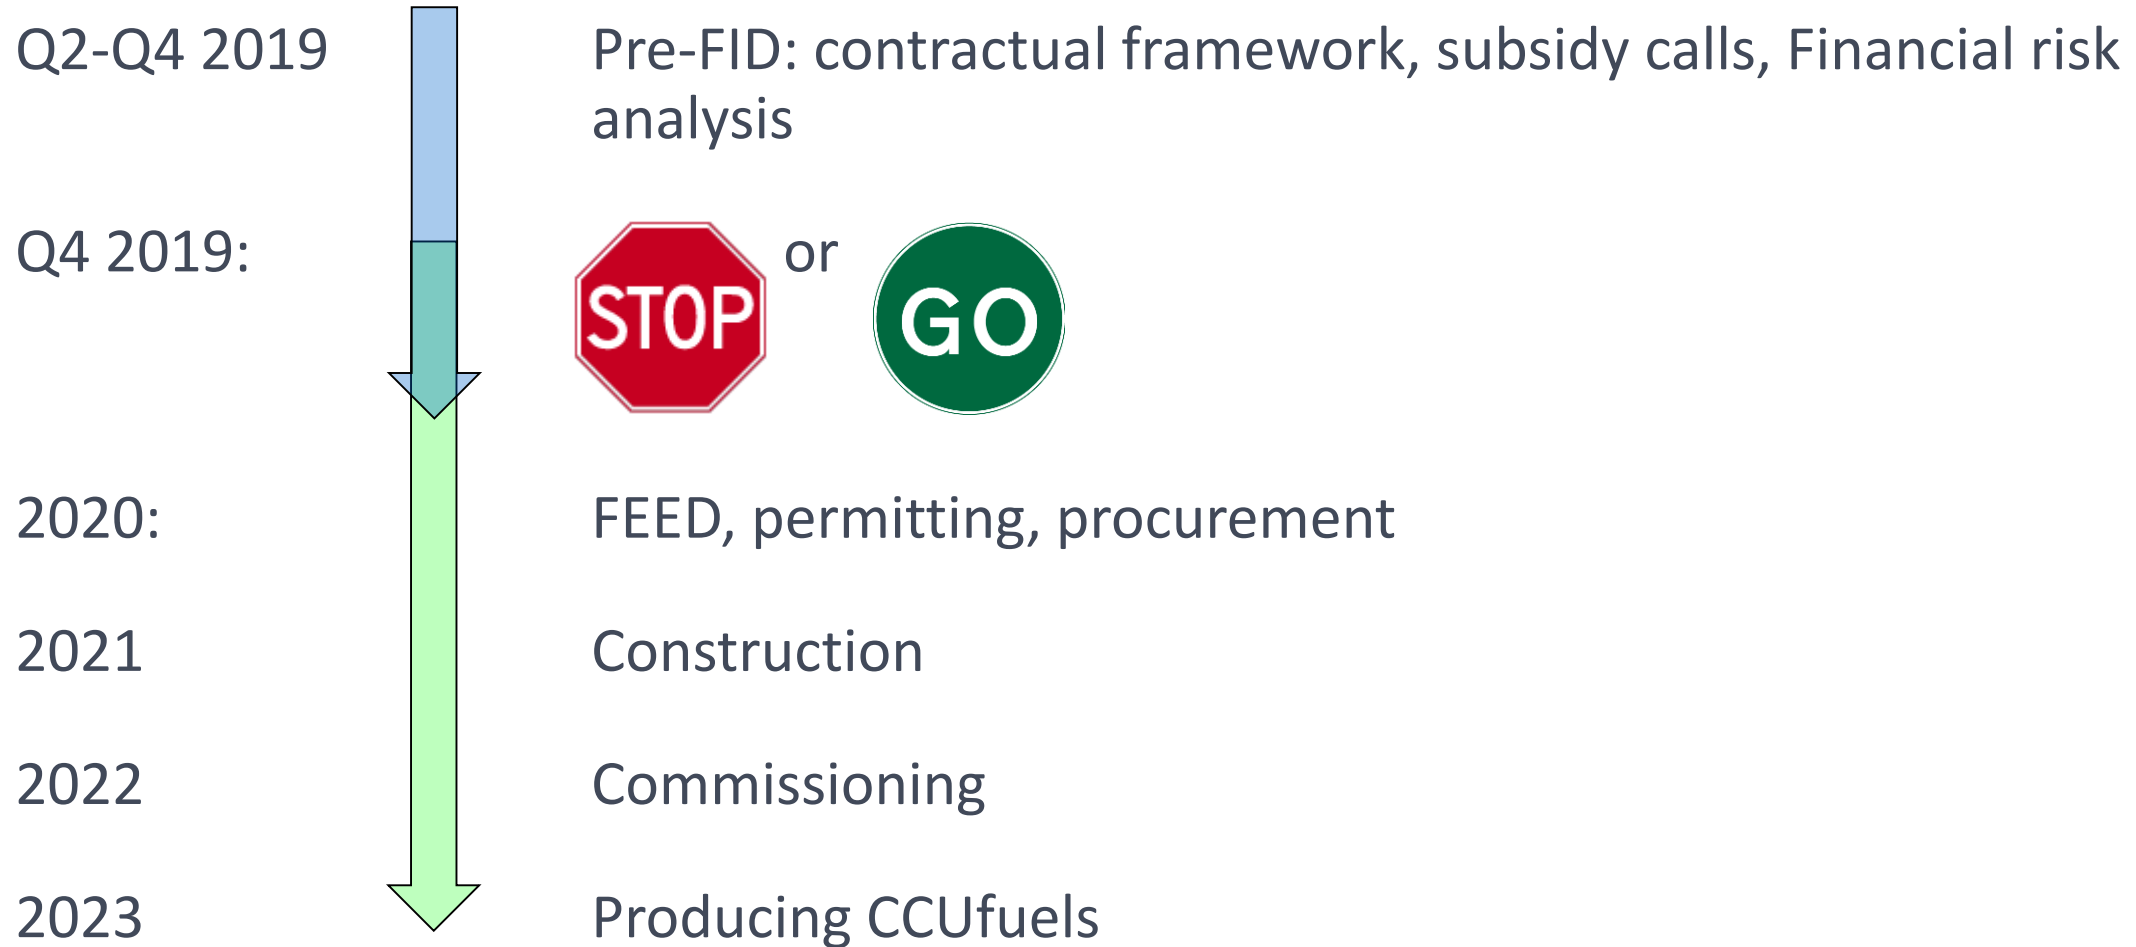 Q2-Q4 2019
Pre-FID: contractual framework, subsidy calls, Financial risk
analysis
Q4 2019:
STOP
or
GO
2020:
FEED, permitting, procurement
2021
Construction
2022
Commissioning
2023
Producing CCUfuels